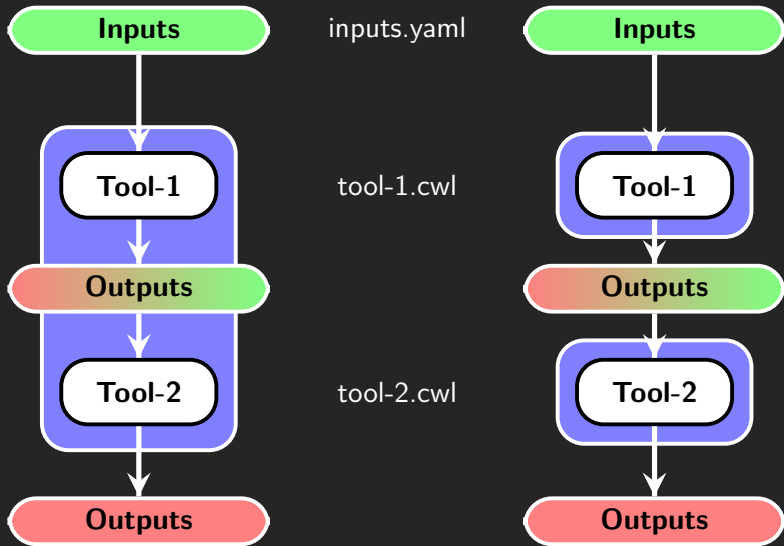 Inputs inputs.yaml Inputs
Tool-1 tool-1.cwl Tool-1
Outputs Outputs
Tool-2 tool-2.cwl Tool-2
Outputs Outputs